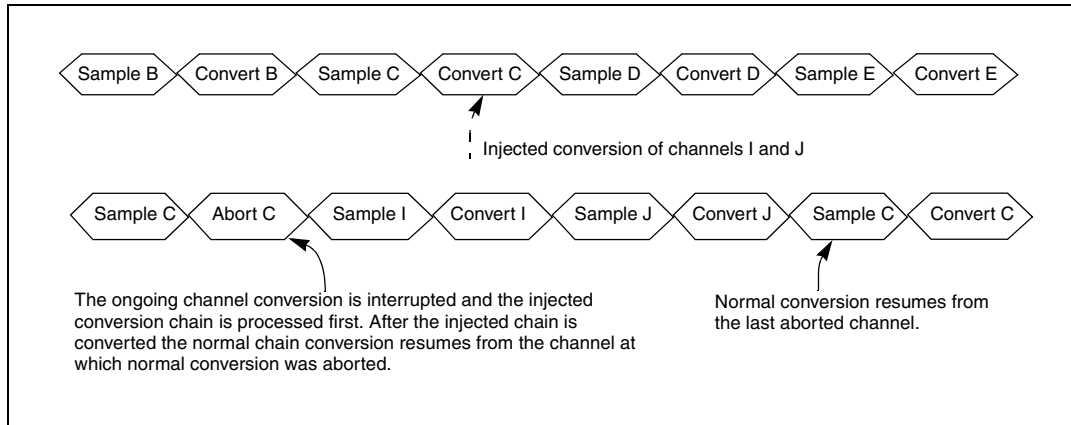 Sample B Convert B Sample C Convert C Sample D Convert D Sample E Convert E
Injected conversion of channels I and J
Sample C Abort C Sample I Convert I Sample J Convert J Sample C Convert C
The ongoing channel conversion is interrupted and the injected
conversion chain is processed first. After the injected chain is
converted the normal chain conversion resumes from the channel at
which normal conversion was aborted.
Normal conversion resumes from
the last aborted channel.